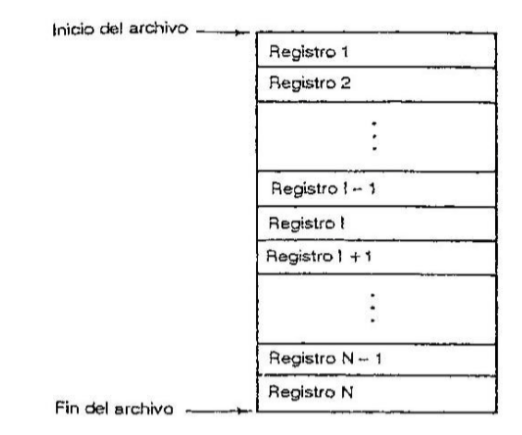 Inicio del archivo
Registro 1
Registro 2
⋮
Registro I - 1
Registro I
Registro I + 1
⋮
Registro N - 1
Registro N
Fin del archivo